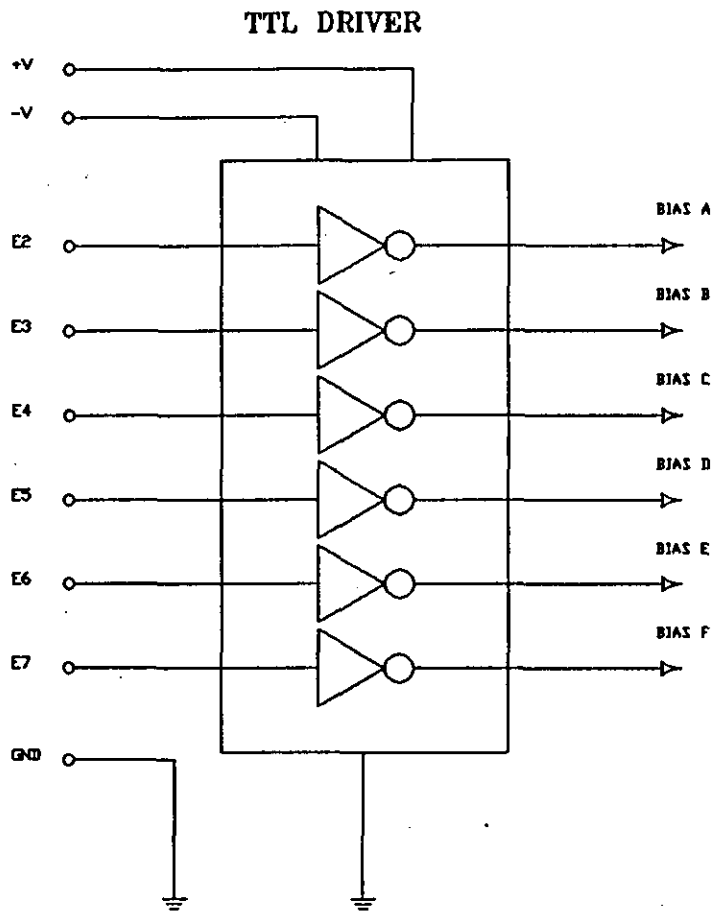 TTL DRIVER
+V
-V
BIAS A
E2
BIAS B
E3
BIAS C
E4
BIAS D
E5
BIAS E
E6
BIAS F
E7
GND